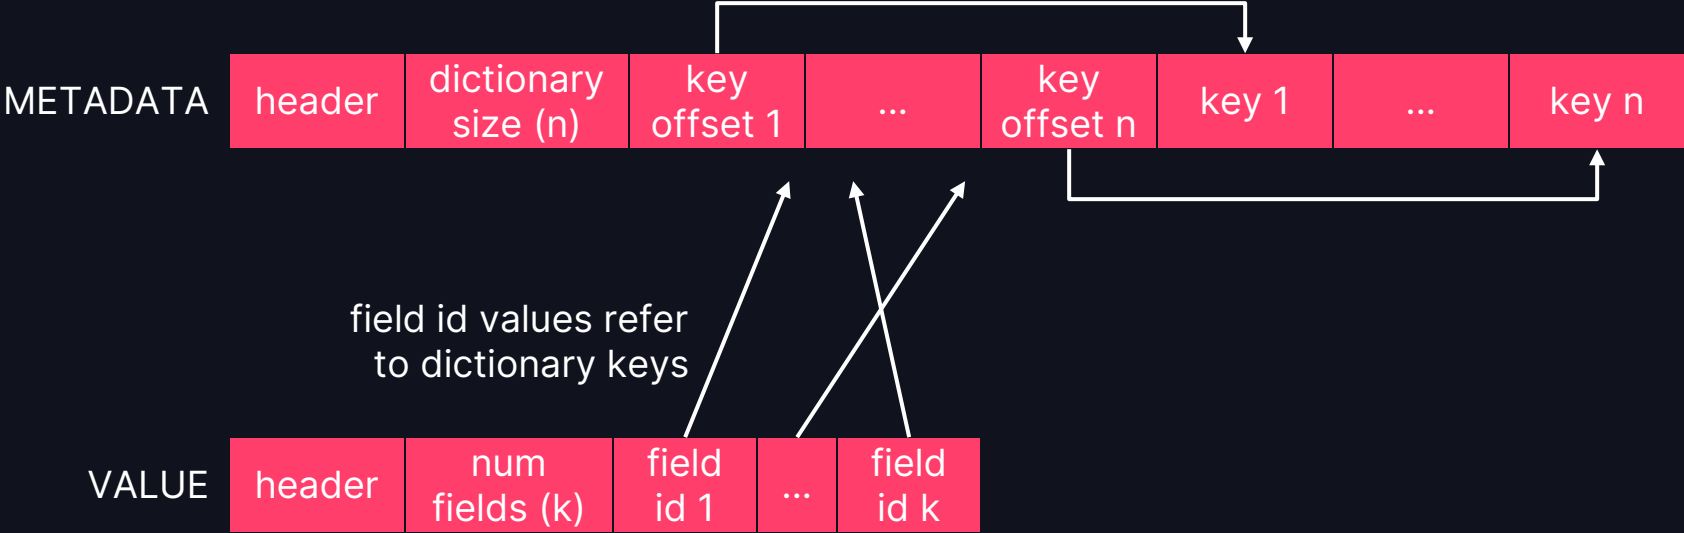 METADATA
header
dictionary
size (n)
key
offset 1
...
key
offset n
key 1
...
key n
field id values refer
to dictionary keys
VALUE
header
num
fields (k)
field
id 1
...
field
id k